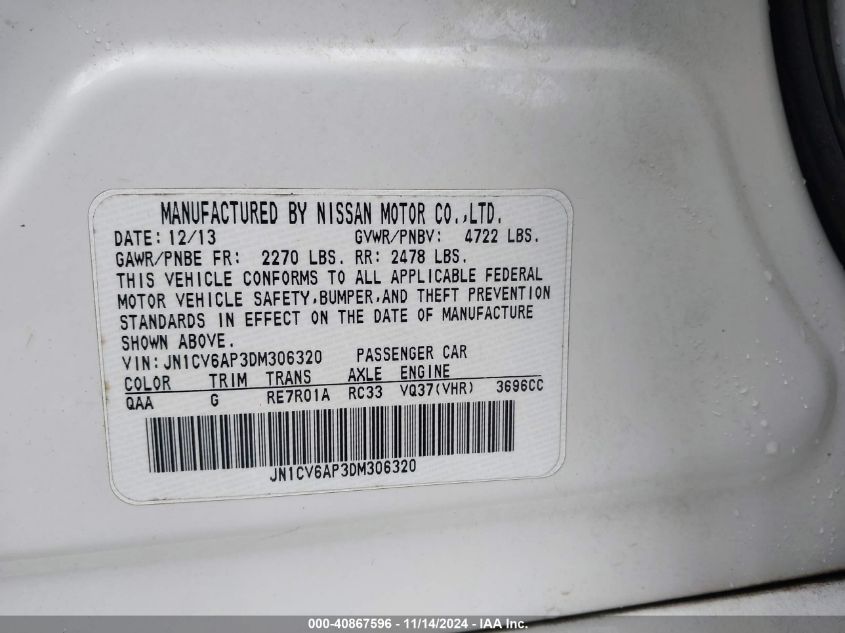 MANUFACTURED BY NISSAN MOTOR CO.,LTD.
DATE: 12/13 GVWR/PNBV: 4722 LBS.
GAWR/PNBE FR: 2270 LBS. RR: 2478 LBS.
THIS VEHICLE CONFORMS TO ALL APPLICABLE FEDERAL
MOTOR VEHICLE SAFETY,BUMPER,AND THEFT PREVENTION
STANDARDS IN EFFECT ON THE DATE OF MANUFACTURE
SHOWN ABOVE.
VIN: JN1CV6AP3DM306320 PASSENGER CAR
COLOR TRIM TRANS AXLE ENGINE
QAA G RE7R01A RC33 VQ37(VHR) 3696CC
JN1CV6AP3DM306320
000-40867596 - 11/14/2024 - Copyright © 2024 IAA, Inc.